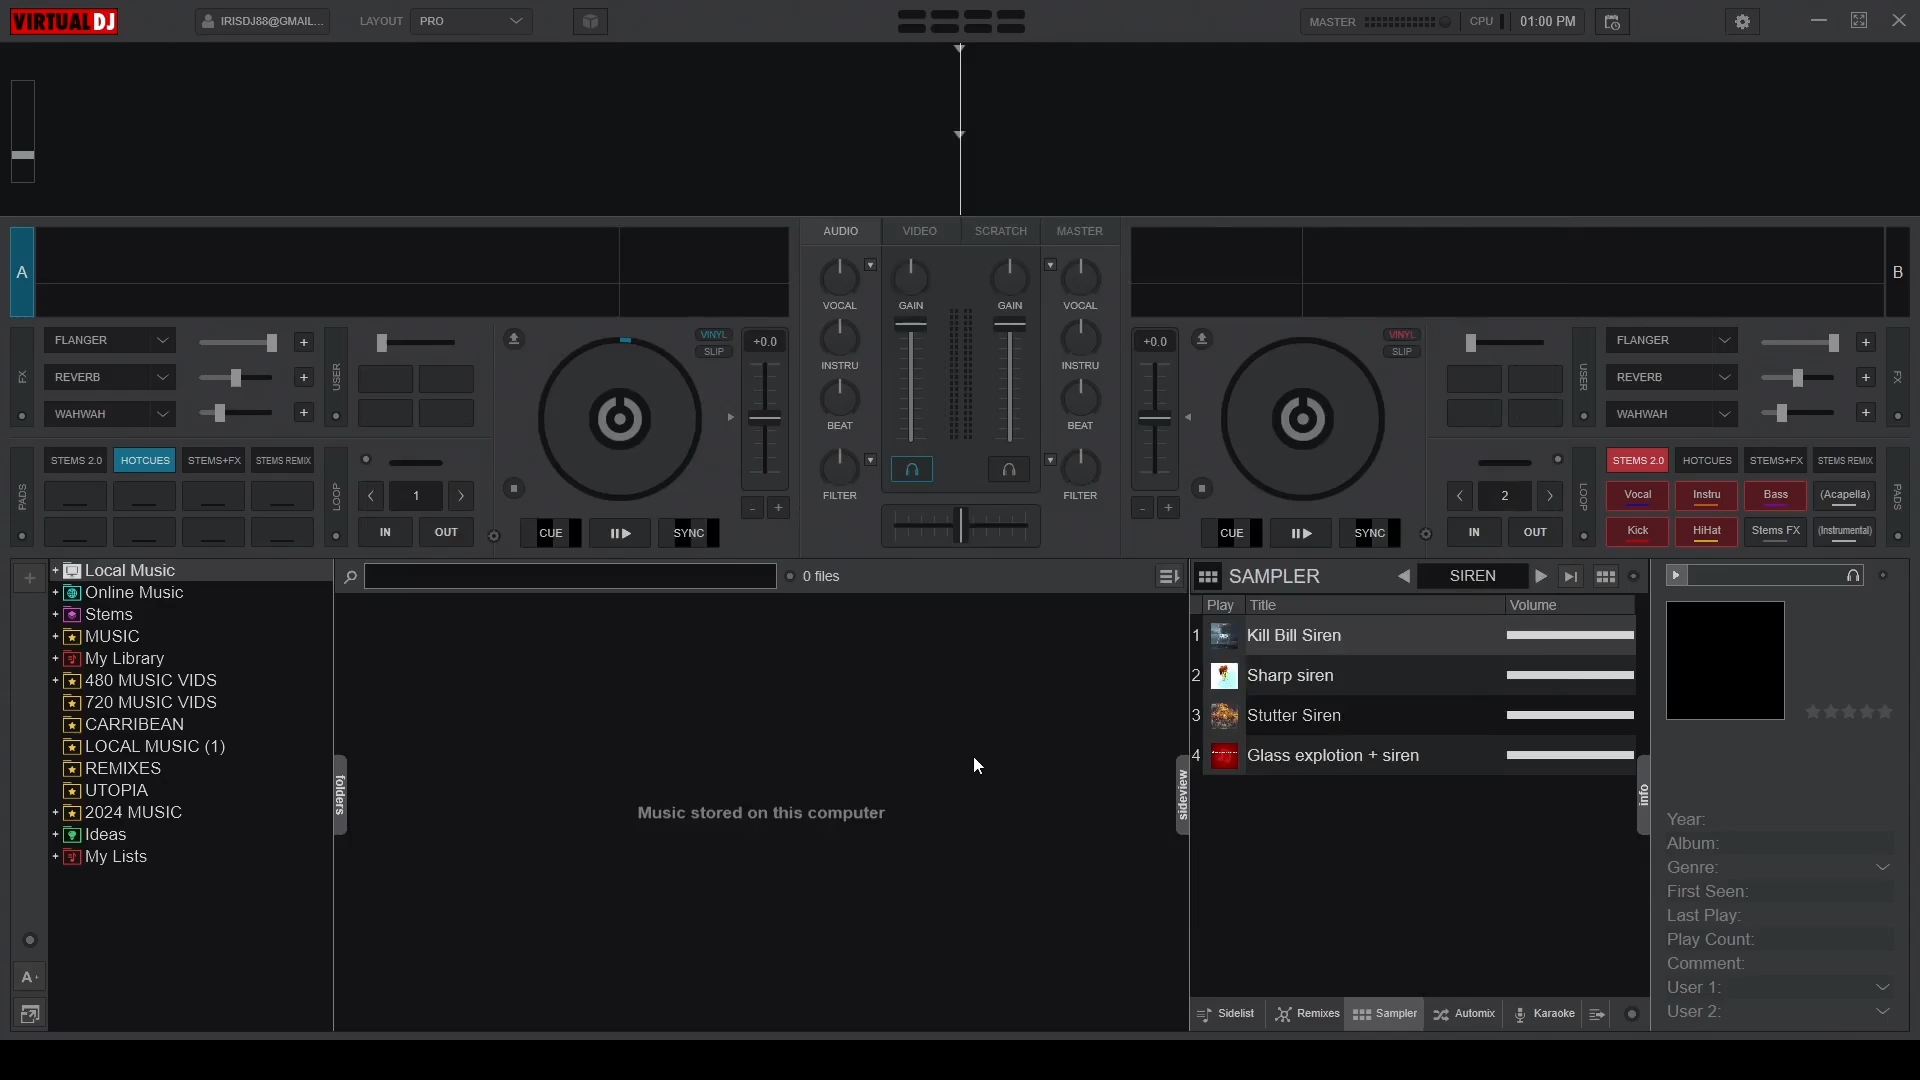 VIRTUALDJ IRISDJ88@GMAIL... LAYOUT PRO MASTER CPU 01:00 PM
AUDIO VIDEO SCRATCH MASTER
A
B
VOCAL GAIN GAIN VOCAL
INSTRU INSTRU
BEAT BEAT
FILTER FILTER
FX
FLANGER +
REVERB +
WAHWAH +
USER
VINYL
SLIP
+0.0
PADS
STEMS 2.0 HOTCUES STEMS+FX STEMS REMIX
LOOP
1
IN OUT
CUE SYNC
- +
+0.0
VINYL
SLIP
USER
FLANGER +
REVERB +
WAHWAH +
FX
- +
CUE SYNC
2
IN OUT
LOOP
STEMS 2.0 HOTCUES STEMS+FX STEMS REMIX
Vocal Instru Bass (Acapella)
Kick HiHat Stems FX (Instrumental)
PADS
+
A+
+ Local Music
+ Online Music
+ Stems
+ MUSIC
+ My Library
+ 480 MUSIC VIDS
720 MUSIC VIDS
CARRIBEAN
LOCAL MUSIC (1)
REMIXES
UTOPIA
+ 2024 MUSIC
+ Ideas
+ My Lists
folders
0 files
Music stored on this computer
sideview
SAMPLER SIREN
Play Title Volume
1 Kill Bill Siren
2 Sharp siren
3 Stutter Siren
4 Glass explotion + siren
Sidelist Remixes Sampler Automix Karaoke
info
Year:
Album:
Genre:
First Seen:
Last Play:
Play Count:
Comment:
User 1:
User 2: